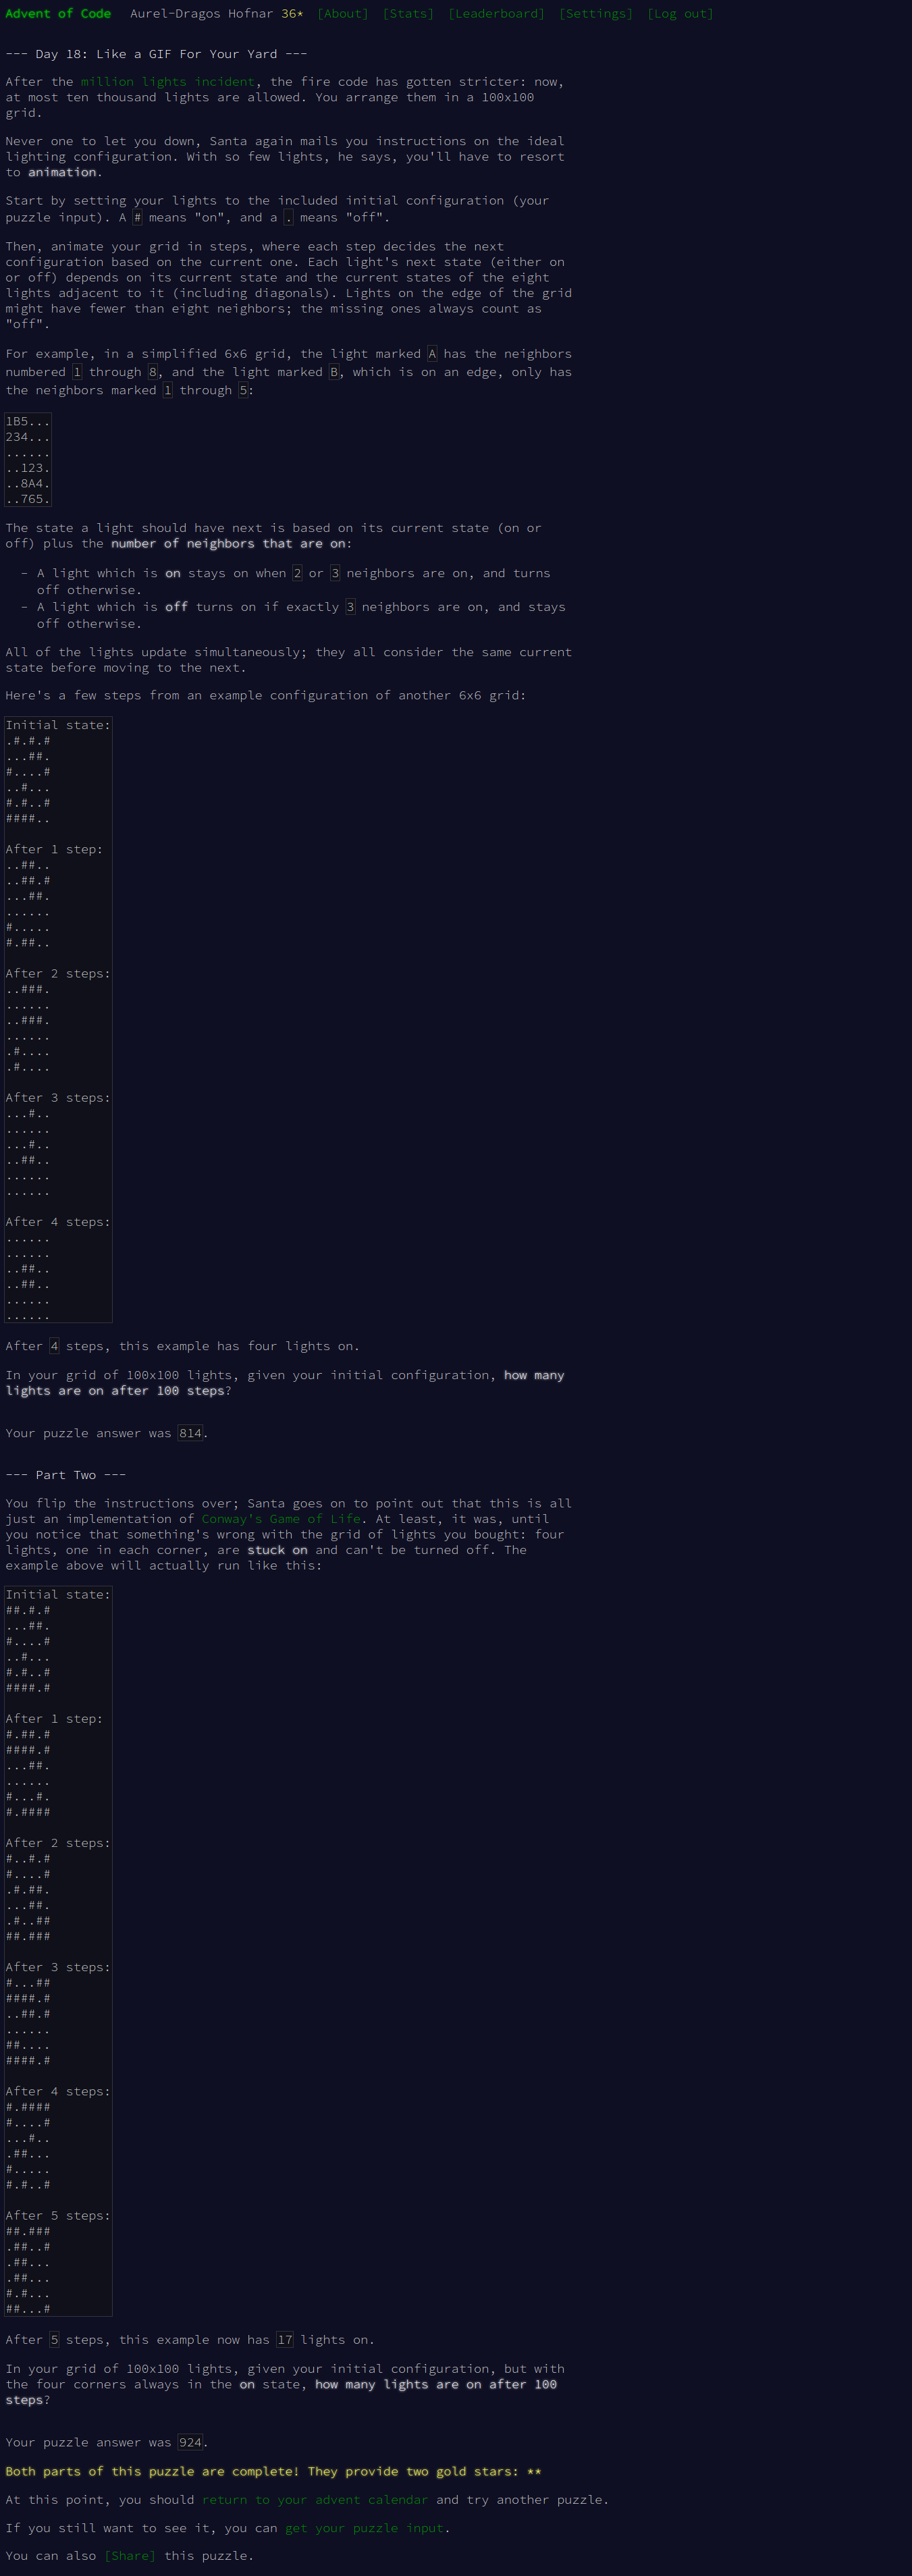 Advent of Code   Aurel-Dragos Hofnar 36*  [About]  [Stats]  [Leaderboard]  [Settings]  [Log out]
--- Day 18: Like a GIF For Your Yard ---
After the million lights incident, the fire code has gotten stricter: now,
at most ten thousand lights are allowed. You arrange them in a 100x100
grid.
Never one to let you down, Santa again mails you instructions on the ideal
lighting configuration. With so few lights, he says, you'll have to resort
to animation.
Start by setting your lights to the included initial configuration (your
puzzle input). A # means "on", and a . means "off".
Then, animate your grid in steps, where each step decides the next
configuration based on the current one. Each light's next state (either on
or off) depends on its current state and the current states of the eight
lights adjacent to it (including diagonals). Lights on the edge of the grid
might have fewer than eight neighbors; the missing ones always count as
"off".
For example, in a simplified 6x6 grid, the light marked A has the neighbors
numbered 1 through 8, and the light marked B, which is on an edge, only has
the neighbors marked 1 through 5:
1B5...
234...
......
..123.
..8A4.
..765.
The state a light should have next is based on its current state (on or
off) plus the number of neighbors that are on:
- A light which is on stays on when 2 or 3 neighbors are on, and turns
off otherwise.
- A light which is off turns on if exactly 3 neighbors are on, and stays
off otherwise.
All of the lights update simultaneously; they all consider the same current
state before moving to the next.
Here's a few steps from an example configuration of another 6x6 grid:
Initial state:
.#.#.#
...##.
#....#
..#...
#.#..#
####..
After 1 step:
..##..
..##.#
...##.
......
#.....
#.##..
After 2 steps:
..###.
......
..###.
......
.#....
.#....
After 3 steps:
...#..
......
...#..
..##..
......
......
After 4 steps:
......
......
..##..
..##..
......
......
After 4 steps, this example has four lights on.
In your grid of 100x100 lights, given your initial configuration, how many
lights are on after 100 steps?
Your puzzle answer was 814.
--- Part Two ---
You flip the instructions over; Santa goes on to point out that this is all
just an implementation of Conway's Game of Life. At least, it was, until
you notice that something's wrong with the grid of lights you bought: four
lights, one in each corner, are stuck on and can't be turned off. The
example above will actually run like this:
Initial state:
##.#.#
...##.
#....#
..#...
#.#..#
####.#
After 1 step:
#.##.#
####.#
...##.
......
#...#.
#.####
After 2 steps:
#..#.#
#....#
.#.##.
...##.
.#..##
##.###
After 3 steps:
#...##
####.#
..##.#
......
##....
####.#
After 4 steps:
#.####
#....#
...#..
.##...
#.....
#.#..#
After 5 steps:
##.###
.##..#
.##...
.##...
#.#...
##...#
After 5 steps, this example now has 17 lights on.
In your grid of 100x100 lights, given your initial configuration, but with
the four corners always in the on state, how many lights are on after 100
steps?
Your puzzle answer was 924.
Both parts of this puzzle are complete! They provide two gold stars: **
At this point, you should return to your advent calendar and try another puzzle.
If you still want to see it, you can get your puzzle input.
You can also [Share] this puzzle.